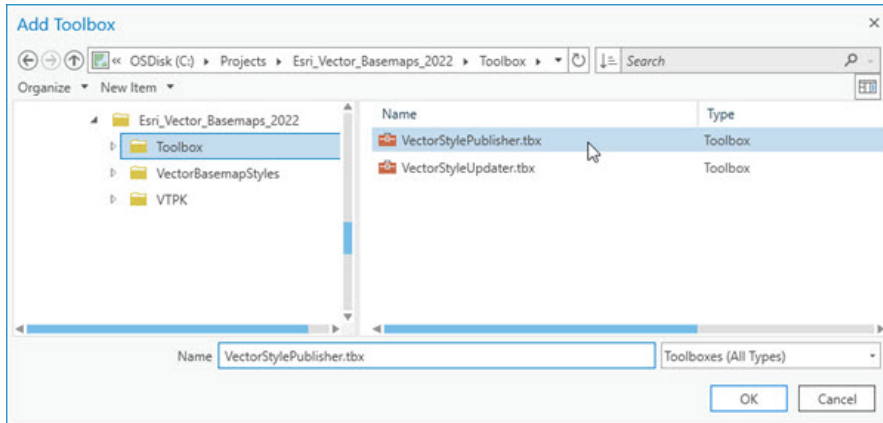 Add Toolbox
« OSDisk (C:) Projects Esri_Vector_Basemaps_2022 Toolbox Search
Organize New Item
Esri_Vector_Basemaps_2022
Toolbox
VectorBasemapStyles
VTPK
Name Type
VectorStylePublisher.tbx Toolbox
VectorStyleUpdater.tbx Toolbox
Name VectorStylePublisher.tbx Toolboxes (All Types)
OK Cancel